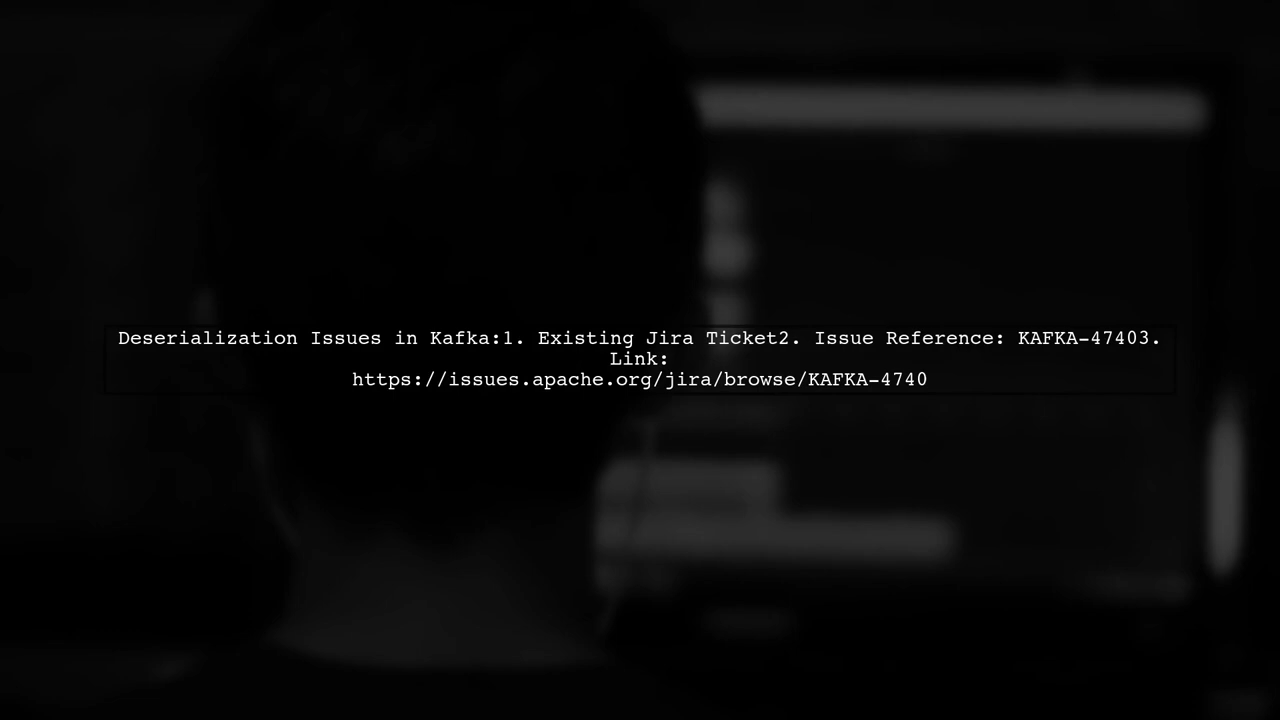 Deserialization Issues in Kafka:1. Existing Jira Ticket2. Issue Reference: KAFKA-47403.
Link:
https://issues.apache.org/jira/browse/KAFKA-4740